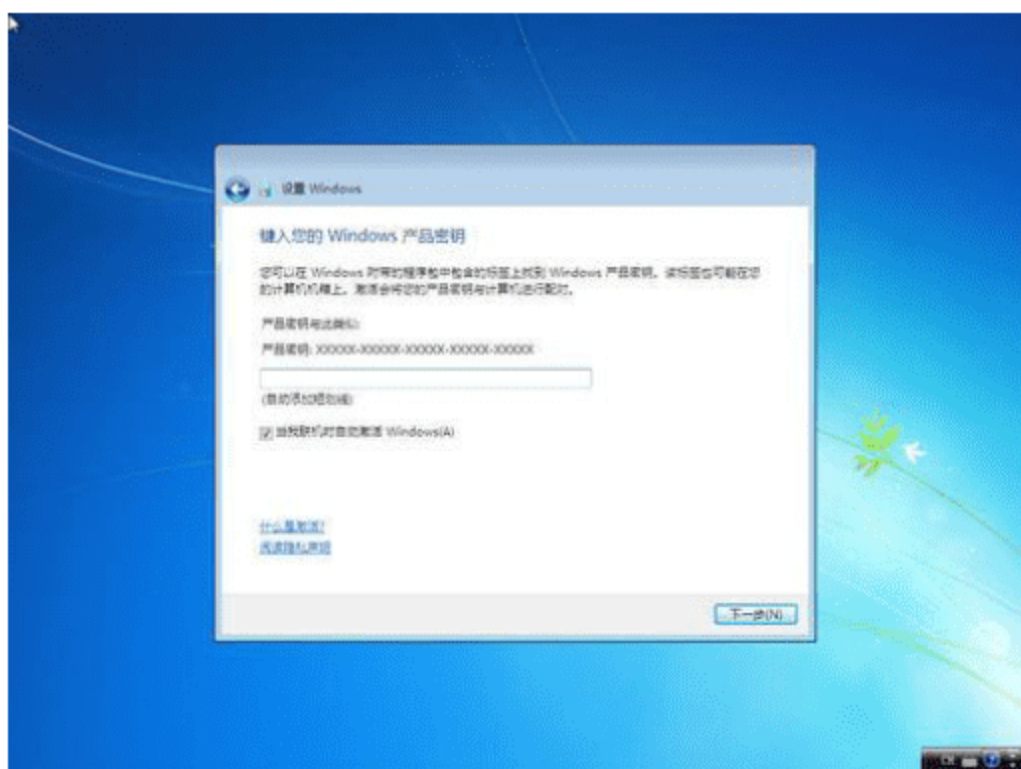 设置 Windows
键入您的 Windows 产品密钥
您可以在 Windows 附带的程序包中包含的标签上找到 Windows 产品密钥。该标签也可能在您
的计算机机箱上。激活会将您的产品密钥与计算机进行配对。
产品密钥与此类似:
产品密钥: XXXXX-XXXXX-XXXXX-XXXXX-XXXXX
(自动添加短划线)
当我联机时自动激活 Windows(A)
什么是激活?
阅读隐私声明
下一步(N)
CH